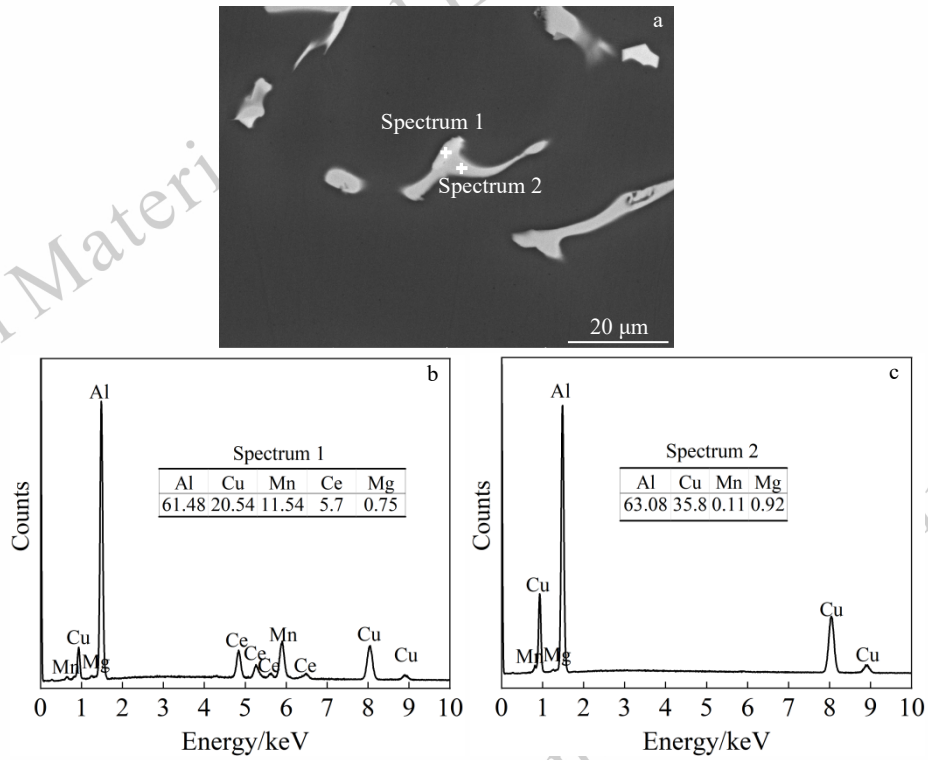 a
Spectrum 1
Spectrum 2
20 μm
b
Al
Spectrum 1
Al Cu Mn Ce Mg
61.48 20.54 11.54 5.7 0.75
Counts
Cu
Mn
Mg
Ce
Ce
Ce
Mn
Ce
Cu
Cu
0 1 2 3 4 5 6 7 8 9 10
Energy/keV
c
Al
Spectrum 2
Al Cu Mn Mg
63.08 35.8 0.11 0.92
Counts
Cu
Mn
Mg
Cu
Cu
0 1 2 3 4 5 6 7 8 9 10
Energy/keV